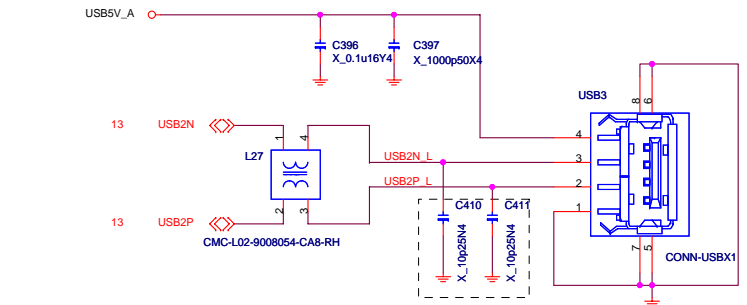 USB5V_A
C396
X_0.1u16Y4
C397
X_1000p50X4
USB3
8
6
13
USB2N
1
4
4
L27
USB2N_L
3
USB2P_L
2
2
3
C410
C411
1
13
USB2P
CMC-L02-9008054-CA8-RH
X_10p25N4
X_10p25N4
7
5
CONN-USBX1